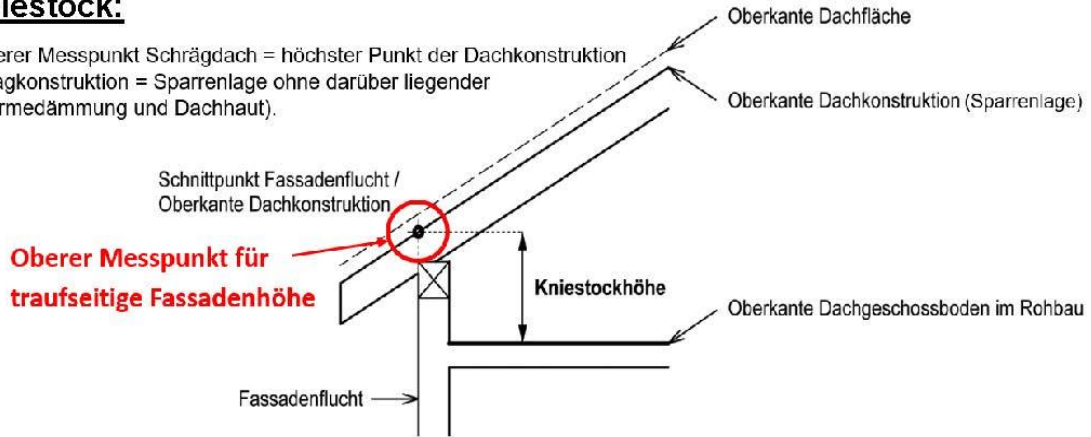 iestock:
erer Messpunkt Schrägdach = höchster Punkt der Dachkonstruktion
agkonstruktion = Sparrenlage ohne darüber liegender
rmedämmung und Dachhaut).
Oberkante Dachfläche
Oberkante Dachkonstruktion (Sparrenlage)
Schnittpunkt Fassadenflucht /
Oberkante Dachkonstruktion
Oberer Messpunkt für
traufseitige Fassadenhöhe
Kniestockhöhe
Oberkante Dachgeschossboden im Rohbau
Fassadenflucht